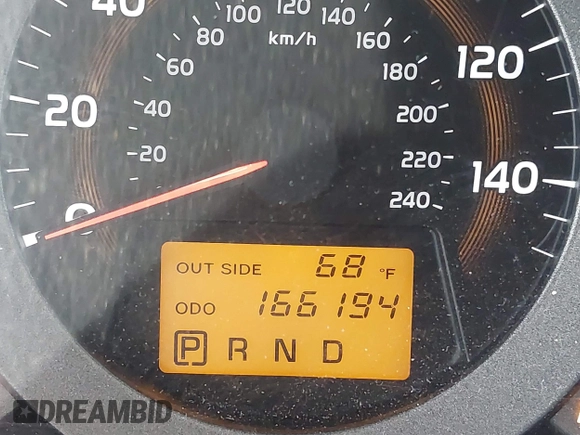 40
100 120 140
80 km/h 160
60 180 120
20 40 200
20 220 140
0 240
OUT SIDE 68 °F
ODO 166194
P R N D
DREAMBID